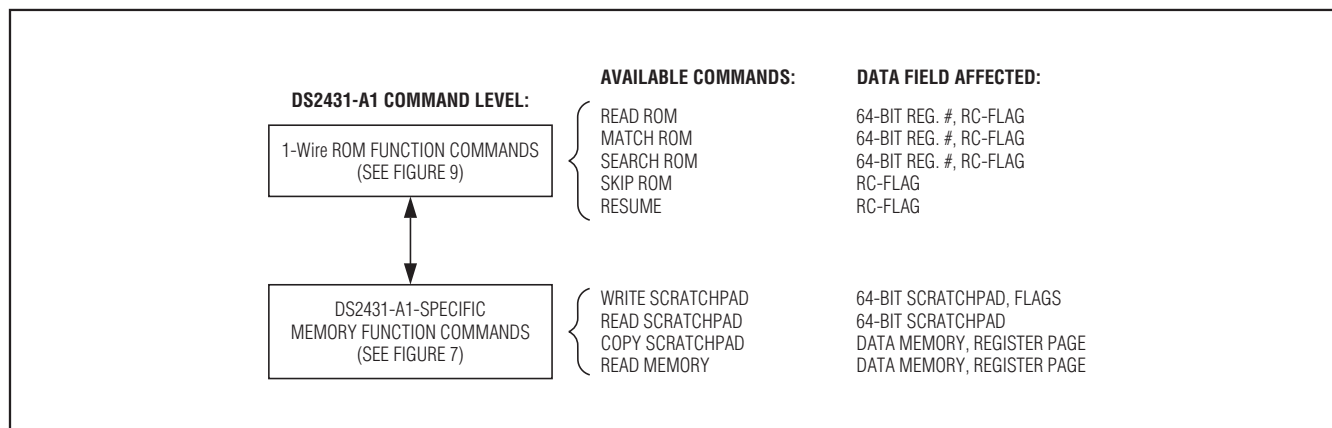 AVAILABLE COMMANDS: DATA FIELD AFFECTED:
DS2431-A1 COMMAND LEVEL:
1-Wire ROM FUNCTION COMMANDS
(SEE FIGURE 9)
READ ROM 64-BIT REG. #, RC-FLAG
MATCH ROM 64-BIT REG. #, RC-FLAG
SEARCH ROM 64-BIT REG. #, RC-FLAG
SKIP ROM RC-FLAG
RESUME RC-FLAG
DS2431-A1-SPECIFIC
MEMORY FUNCTION COMMANDS
(SEE FIGURE 7)
WRITE SCRATCHPAD 64-BIT SCRATCHPAD, FLAGS
READ SCRATCHPAD 64-BIT SCRATCHPAD
COPY SCRATCHPAD DATA MEMORY, REGISTER PAGE
READ MEMORY DATA MEMORY, REGISTER PAGE